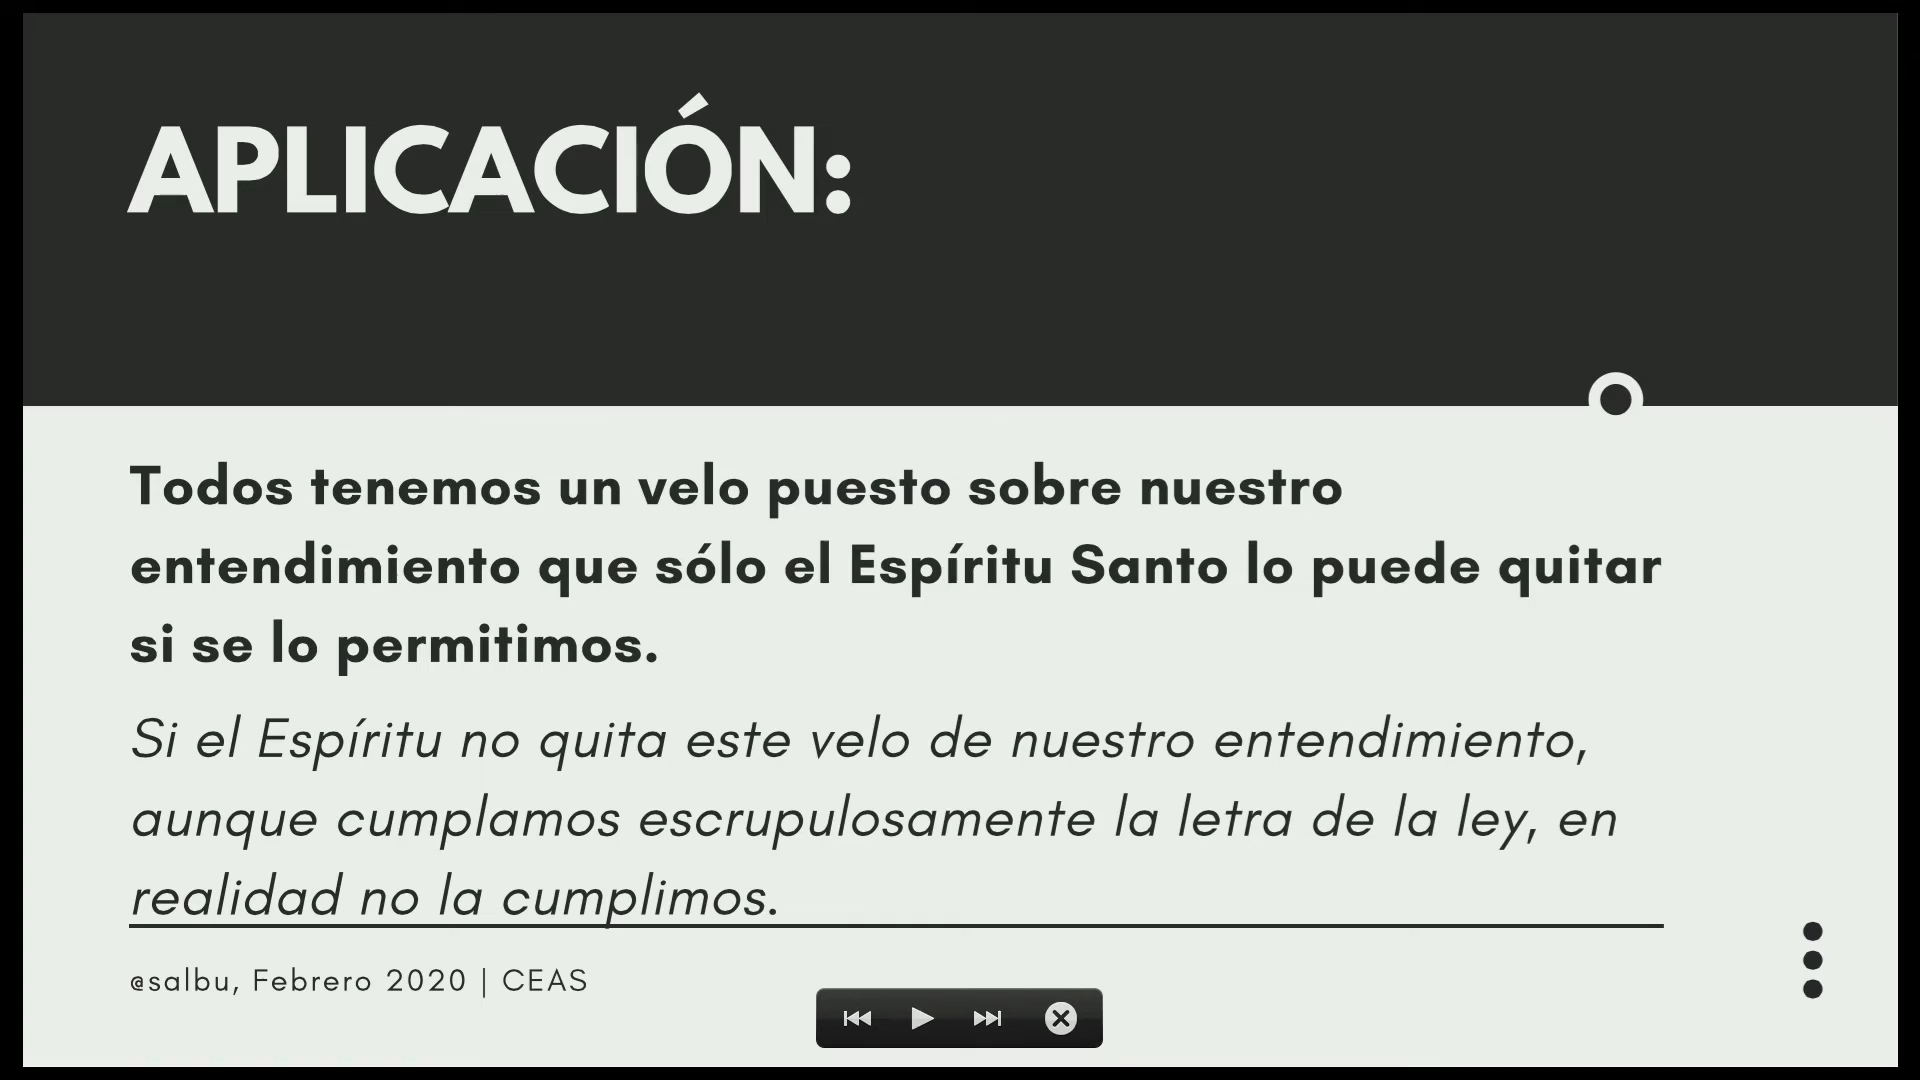 APLICACIÓN:
Todos tenemos un velo puesto sobre nuestro
entendimiento que sólo el Espíritu Santo lo puede quitar
si se lo permitimos.
Si el Espíritu no quita este velo de nuestro entendimiento,
aunque cumplamos escrupulosamente la letra de la ley, en
realidad no la cumplimos.
@salbu, Febrero 2020 | CEAS